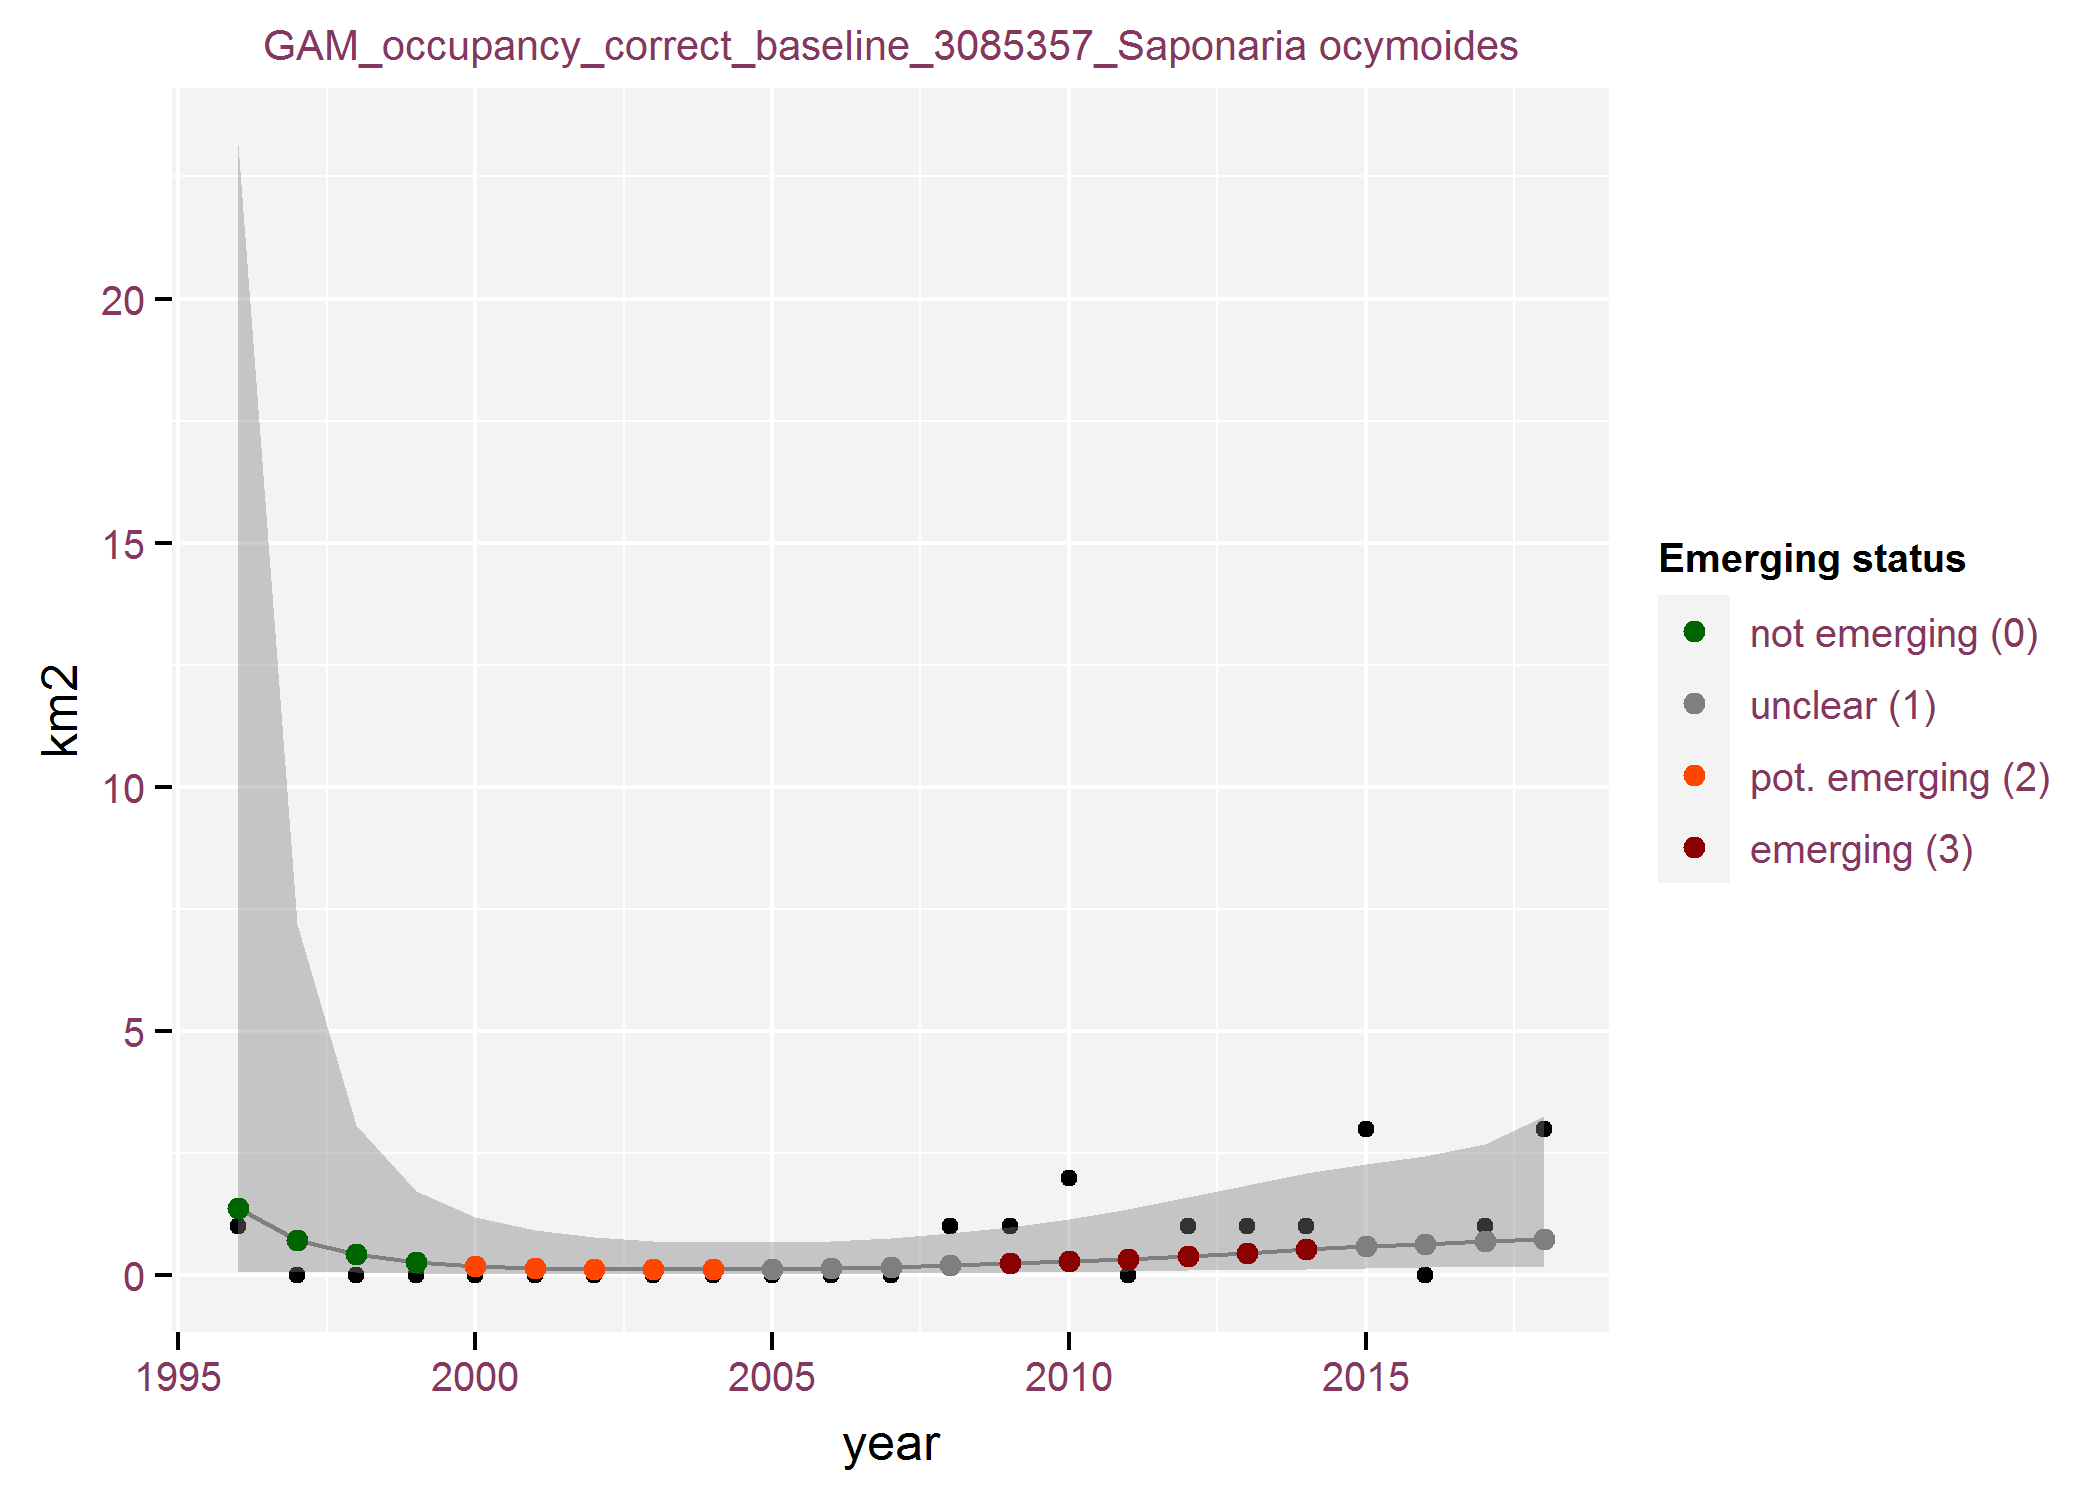 GAM_occupancy_correct_baseline_3085357_Saponaria ocymoides
20
15
10
5
0
km2
1995 2000 2005 2010 2015
year
Emerging status
not emerging (0)
unclear (1)
pot. emerging (2)
emerging (3)